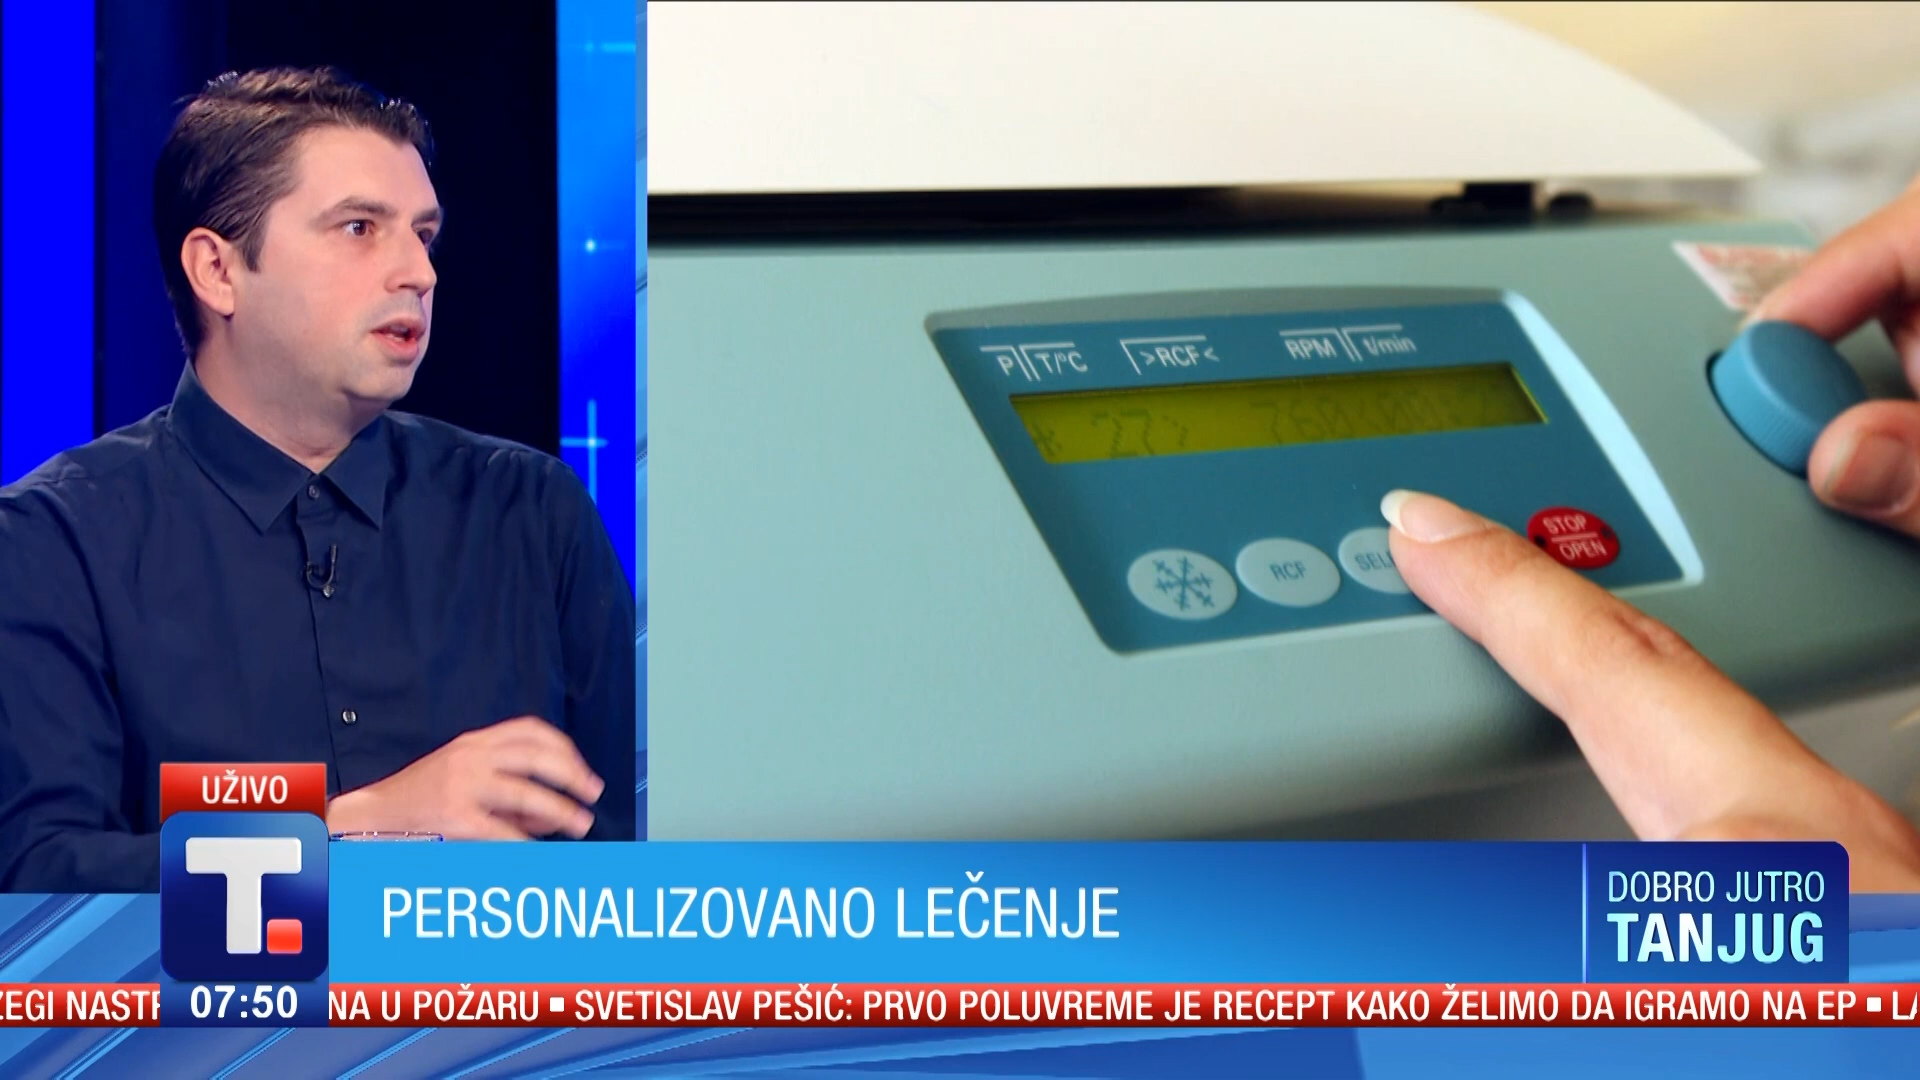 P T/°C >RCF< RPM t/min
RCF
STOP
OPEN
UŽIVO
T.
PERSONALIZOVANO LEČENJE
DOBRO JUTRO
TANJUG
07:50
NA U POŽARU ▪ SVETISLAV PEŠIĆ: PRVO POLUVREME JE RECEPT KAKO ŽELIMO DA IGRAMO NA EP ▪